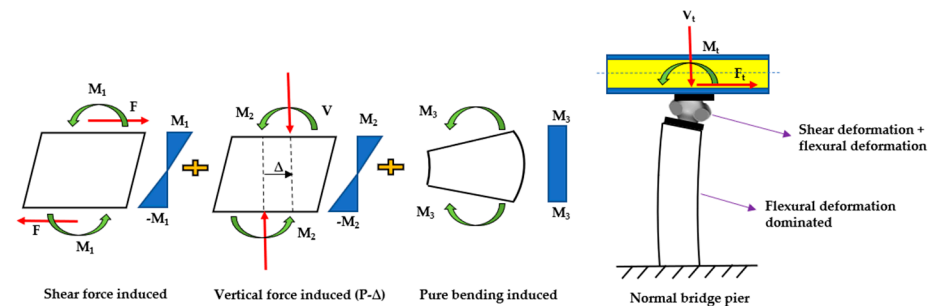 M₁
F
M₁
-M₁
F
M₁
Shear force induced
M₂
V
M₂
Δ
-M₂
M₂
Vertical force induced (P-Δ)
M₃
M₃
M₃
M₃
Pure bending induced
Vₜ
Mₜ
Fₜ
Shear deformation +
flexural deformation
Flexural deformation
dominated
Normal bridge pier